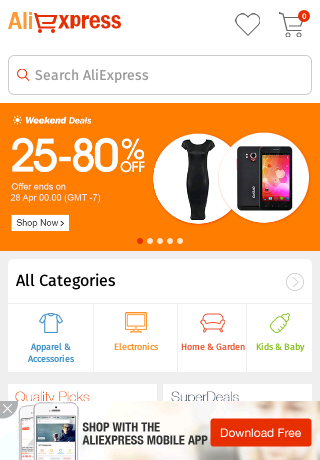 AliExpress
0
Search AliExpress
Weekend Deals
25-80% OFF
Offer ends on
28 Apr 00.00 (GMT -7)
Shop Now >
All Categories
Apparel &
Accessories
Electronics
Home & Garden
Kids & Baby
Quality Picks
SuperDeals
SHOP WITH THE
ALIEXPRESS MOBILE APP
Download Free